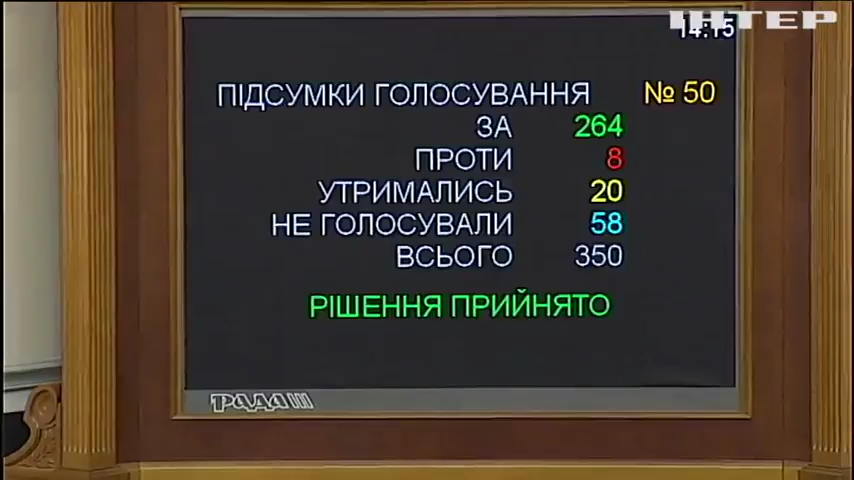 ІНТЕР
14:15
ПІДСУМКИ ГОЛОСУВАННЯ № 50
ЗА 264
ПРОТИ 8
УТРИМАЛИСЬ 20
НЕ ГОЛОСУВАЛИ 58
ВСЬОГО 350
РІШЕННЯ ПРИЙНЯТО
РАДА III